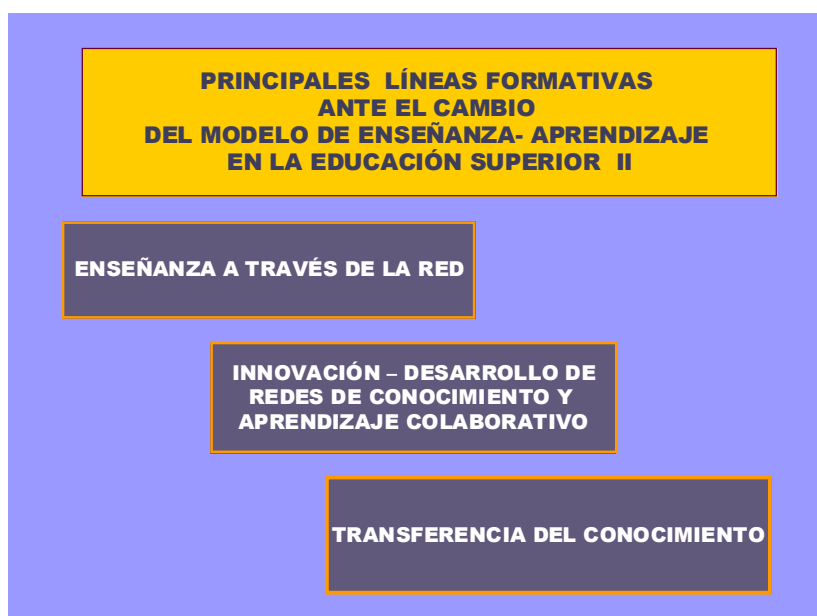 PRINCIPALES LÍNEAS FORMATIVAS
ANTE EL CAMBIO
DEL MODELO DE ENSEÑANZA- APRENDIZAJE
EN LA EDUCACIÓN SUPERIOR II
ENSEÑANZA A TRAVÉS DE LA RED
INNOVACIÓN – DESARROLLO DE
REDES DE CONOCIMIENTO Y
APRENDIZAJE COLABORATIVO
TRANSFERENCIA DEL CONOCIMIENTO